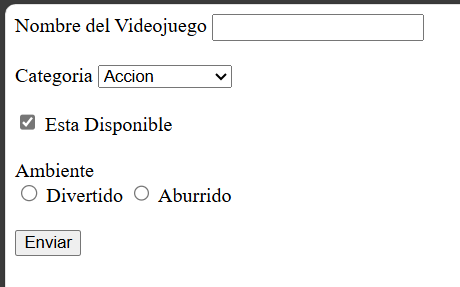 Nombre del Videojuego
Categoria Accion
Esta Disponible
Ambiente
Divertido Aburrido
Enviar